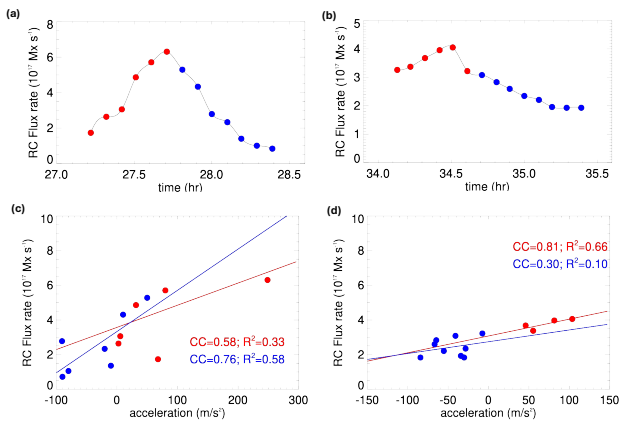 (a)
(b)
RC Flux rate (10¹⁷ Mx s⁻¹)
8
6
4
2
0
27.0 27.5 28.0 28.5
time (hr)
RC Flux rate (10¹⁷ Mx s⁻¹)
5
4
3
2
1
0
34.0 34.5 35.0 35.5
time (hr)
(c)
(d)
RC Flux rate (10¹⁷ Mx s⁻¹)
10
8
6
4
2
0
CC=0.58; R²=0.33
CC=0.76; R²=0.58
-100 0 100 200 300
acceleration (m/s²)
RC Flux rate (10¹⁷ Mx s⁻¹)
10
8
6
4
2
0
CC=0.81; R²=0.66
CC=0.30; R²=0.10
-150 -100 -50 0 50 100 150
acceleration (m/s²)